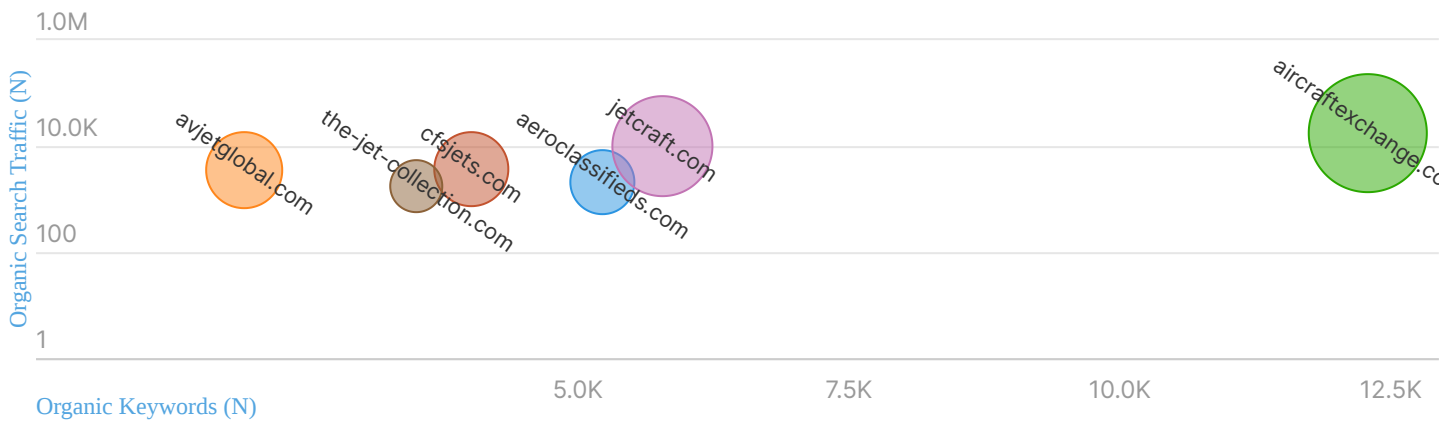 1.0M
Organic Search Traffic (N)
10.0K
100
1
avjetglobal.com
the-jet-collection.com
cfsjets.com
aeroclassifieds.com
jetcraft.com
aircraftexchange.co
5.0K
7.5K
10.0K
12.5K
Organic Keywords (N)